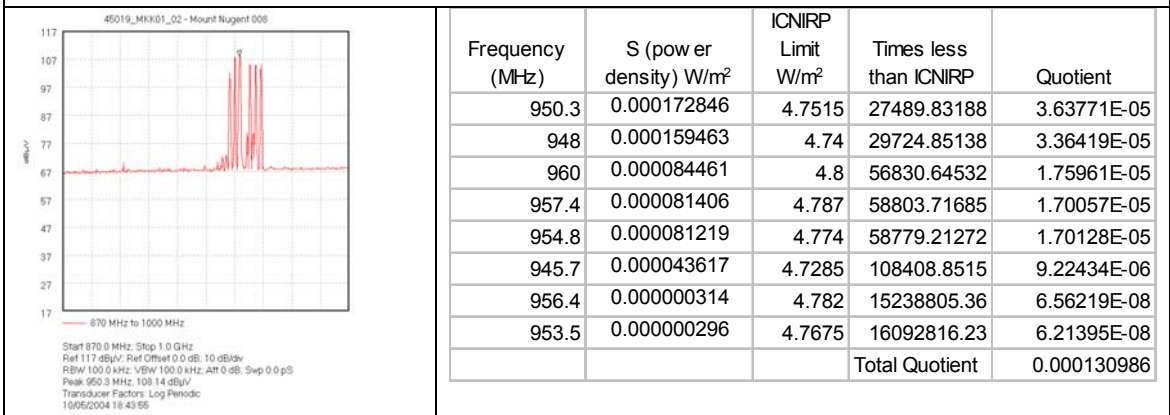 45019_MKK01_02 - Mount Nugent 008
117
107
97
87
77
67
57
47
37
27
17
dBµV
870 MHz to 1000 MHz
Start 870.0 MHz; Stop 1.0 GHz
Ref 117 dBµV; Ref Offset 0.0 dB; 10 dB/div
RBW 100.0 kHz; VBW 100.0 kHz; Att 0 dB; Swp 0.0 pS
Peak 950.3 MHz, 108.14 dBµV
Transducer Factors: Log Periodic
10/05/2004 18:43:55
Frequency (MHz) S (pow er density) W/m² ICNIRP Limit W/m² Times less than ICNIRP Quotient
950.3 0.000172846 4.7515 27489.83188 3.63771E-05
948 0.000159463 4.74 29724.85138 3.36419E-05
960 0.000084461 4.8 56830.64532 1.75961E-05
957.4 0.000081406 4.787 58803.71685 1.70057E-05
954.8 0.000081219 4.774 58779.21272 1.70128E-05
945.7 0.000043617 4.7285 108408.8515 9.22434E-06
956.4 0.000000314 4.782 15238805.36 6.56219E-08
953.5 0.000000296 4.7675 16092816.23 6.21395E-08
Total Quotient 0.000130986